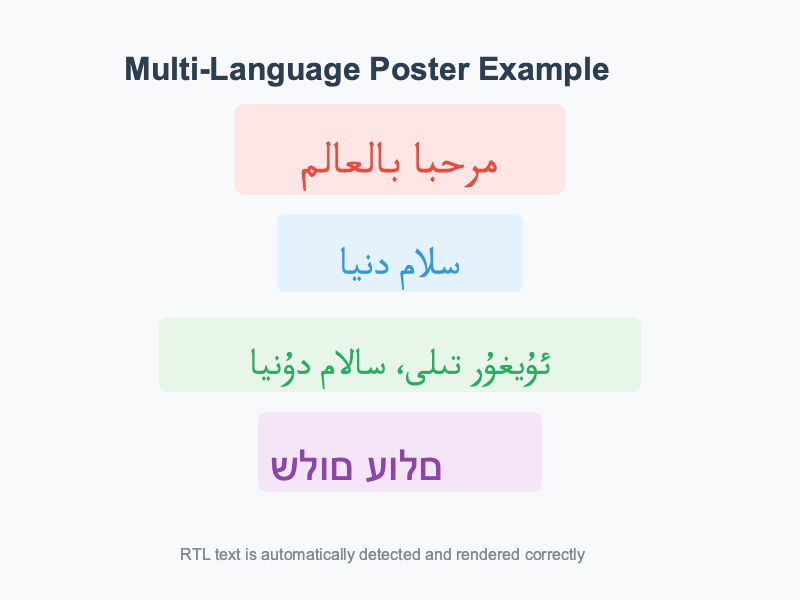 Multi-Language Poster Example
مرحبا بالعالم
سلام دنیا
ئۇيغۇر تىلى، سالام دۇنيا
םלוע םולש
RTL text is automatically detected and rendered correctly